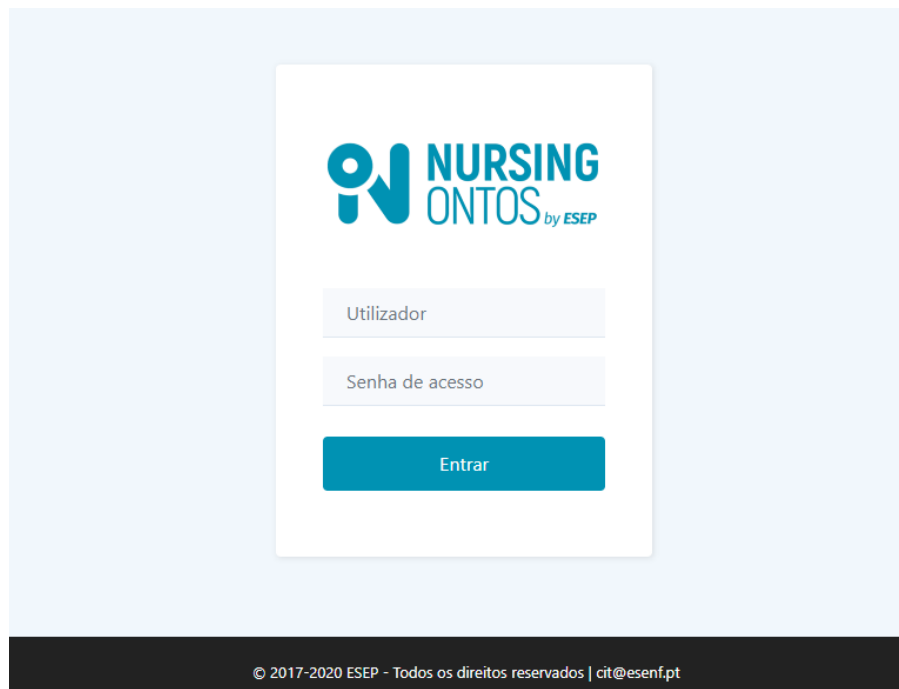 NURSING
ONTOS by ESEP
Utilizador
Senha de acesso
Entrar
© 2017-2020 ESEP - Todos os direitos reservados | cit@esenf.pt